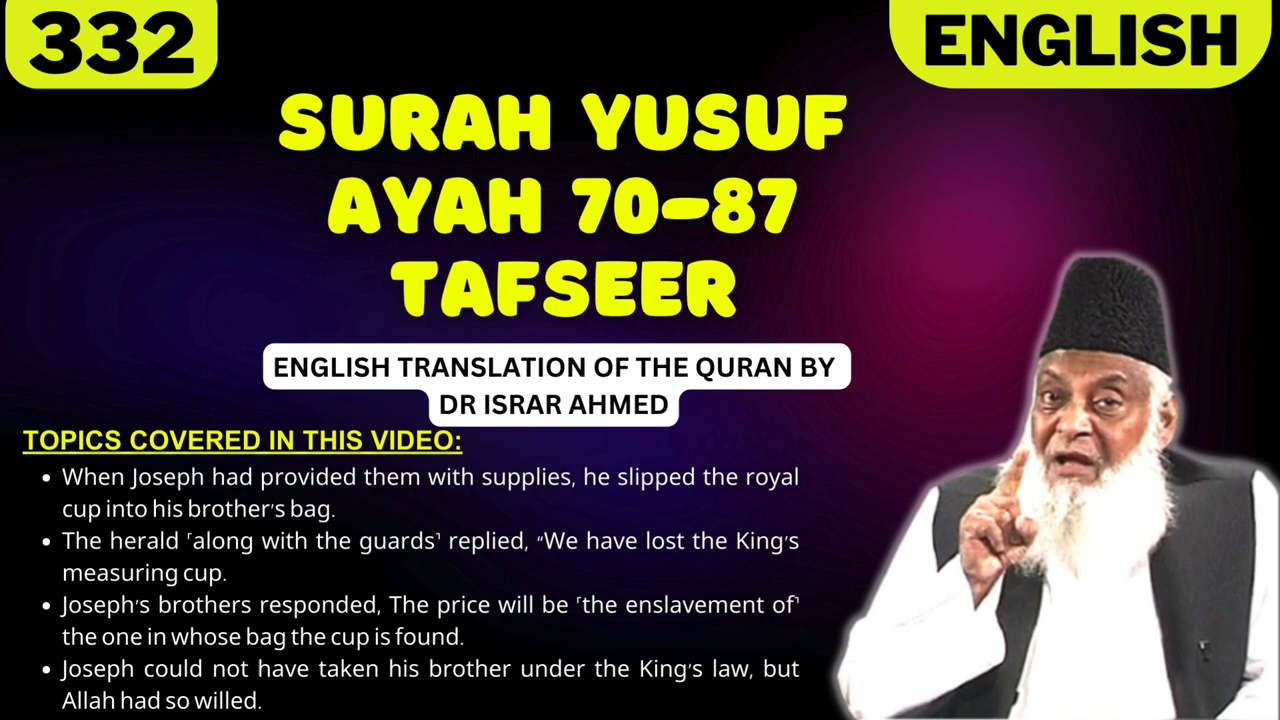 332
ENGLISH
SURAH YUSUF
AYAH 70-87
TAFSEER
ENGLISH TRANSLATION OF THE QURAN BY
DR ISRAR AHMED
TOPICS COVERED IN THIS VIDEO:
• When Joseph had provided them with supplies, he slipped the royal
cup into his brother's bag.
• The herald ˹along with the guards˺ replied, “We have lost the King's
measuring cup.
• Joseph's brothers responded, The price will be ˹the enslavement of˺
the one in whose bag the cup is found.
• Joseph could not have taken his brother under the King's law, but
Allah had so willed.